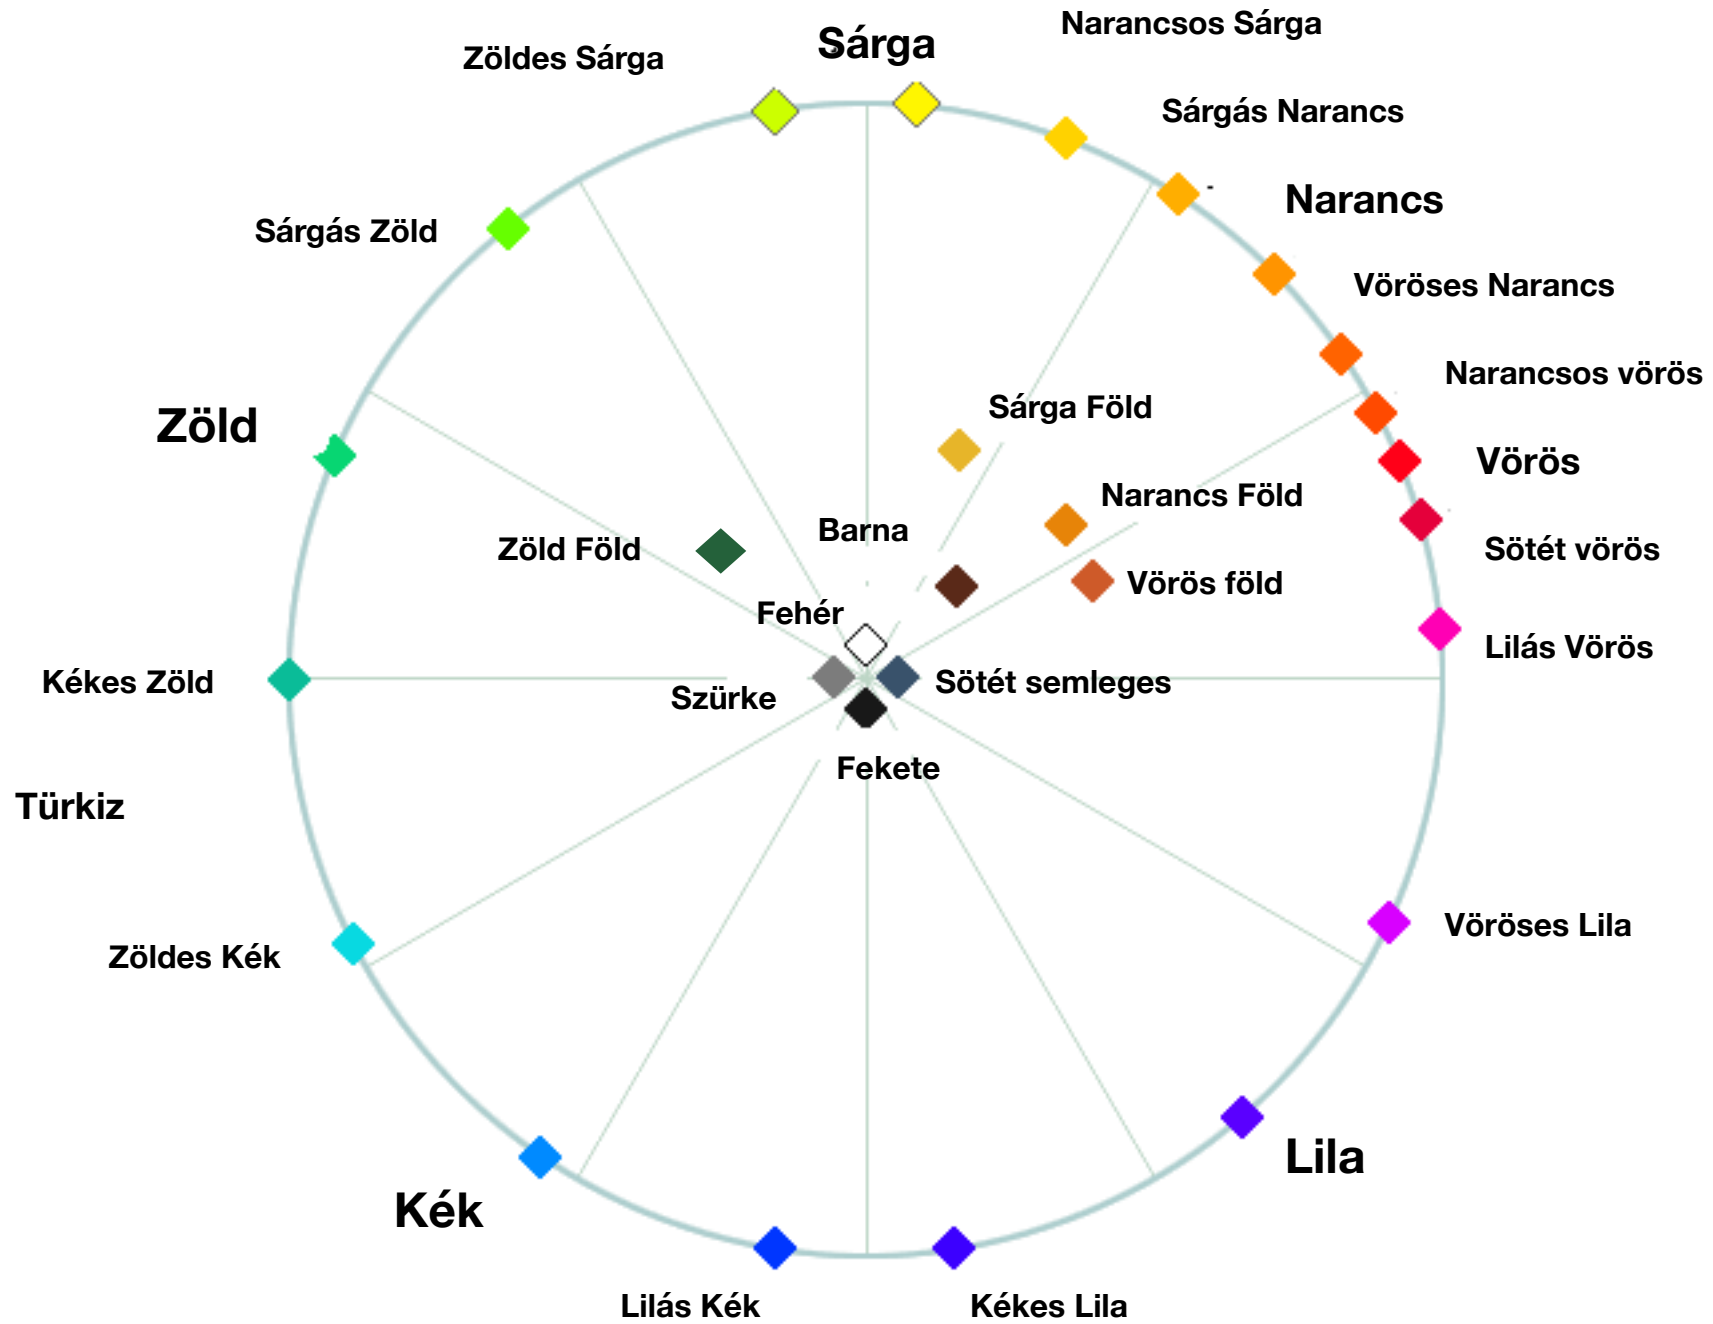 Narancsos Sárga
Sárga
Zöldes Sárga
Sárgás Narancs
Narancs
Sárgás Zöld
Vöröses Narancs
Narancsos vörös
Sárga Föld
Zöld
Vörös
Narancs Föld
Barna
Zöld Föld
Sötét vörös
Vörös föld
Fehér
Lilás Vörös
Kékes Zöld
Szürke
Sötét semleges
Fekete
Türkiz
Vöröses Lila
Zöldes Kék
Lila
Kék
Lilás Kék
Kékes Lila